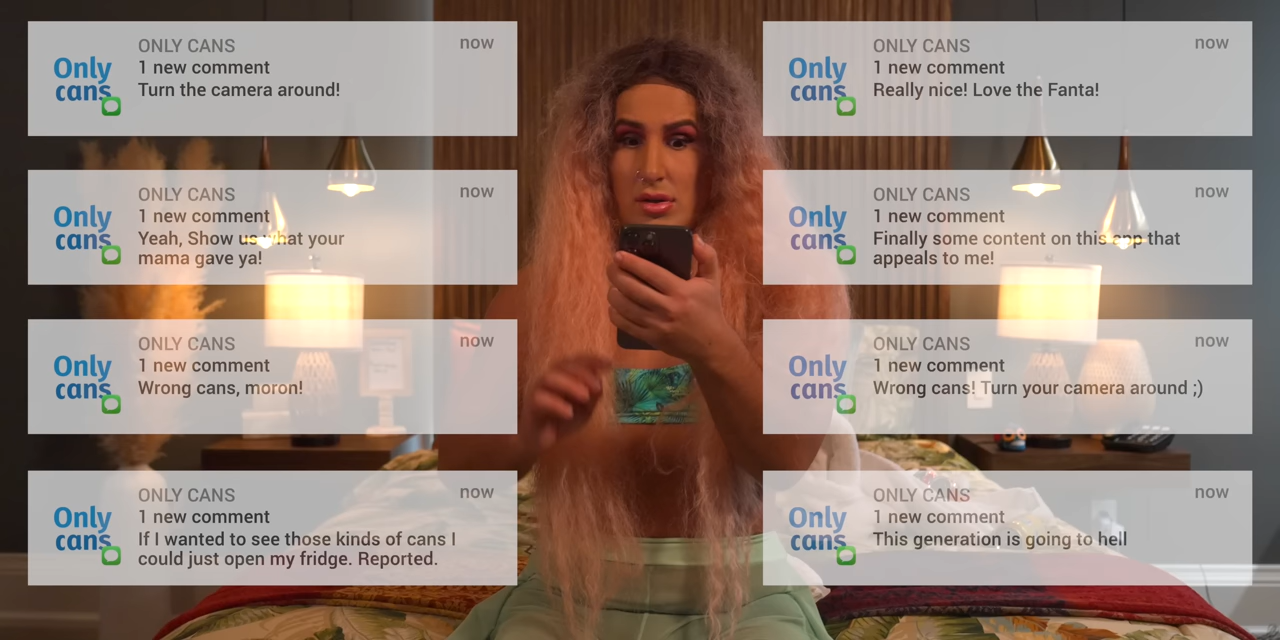 Only
cans
ONLY CANS
now
1 new comment
Turn the camera around!
Only
cans
ONLY CANS
now
1 new comment
Yeah, Show us what your
mama gave ya!
Only
cans
ONLY CANS
now
1 new comment
Wrong cans, moron!
Only
cans
ONLY CANS
now
1 new comment
If I wanted to see those kinds of cans I
could just open my fridge. Reported.
Only
cans
ONLY CANS
now
1 new comment
Really nice! Love the Fanta!
Only
cans
ONLY CANS
now
1 new comment
Finally some content on this app that
appeals to me!
Only
cans
ONLY CANS
now
1 new comment
Wrong cans! Turn your camera around ;)
Only
cans
ONLY CANS
now
1 new comment
This generation is going to hell